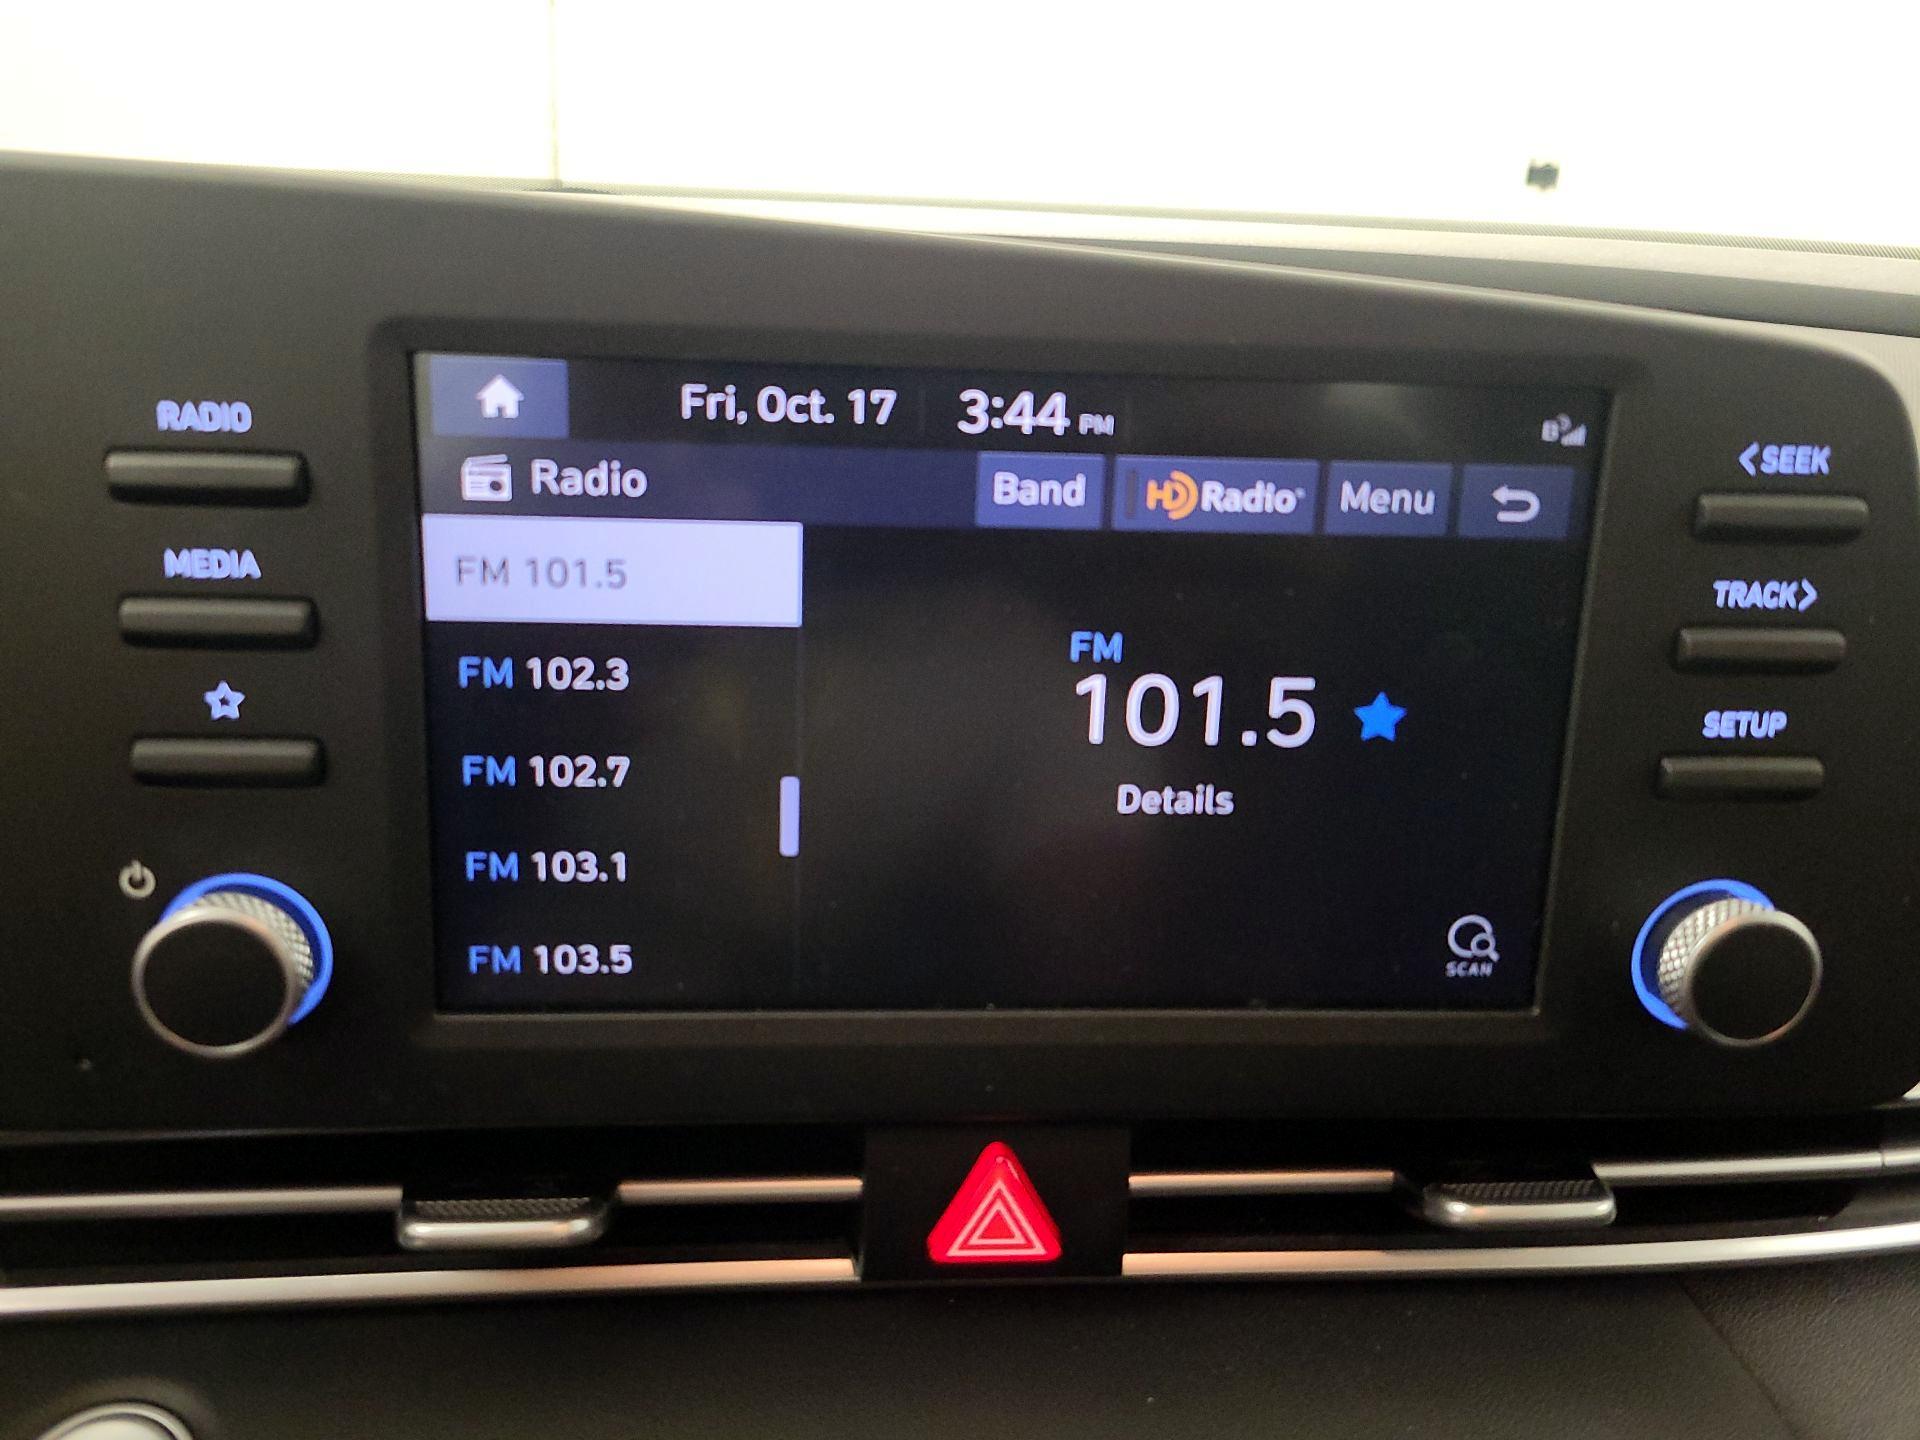 Fri, Oct. 17 3:44 PM
Radio Band HD Radio Menu
RADIO
MEDIA
FM 101.5
FM 102.3
FM 102.7
FM 103.1
FM 103.5
FM
101.5
Details
SCAN
<SEEK
TRACK>
SETUP